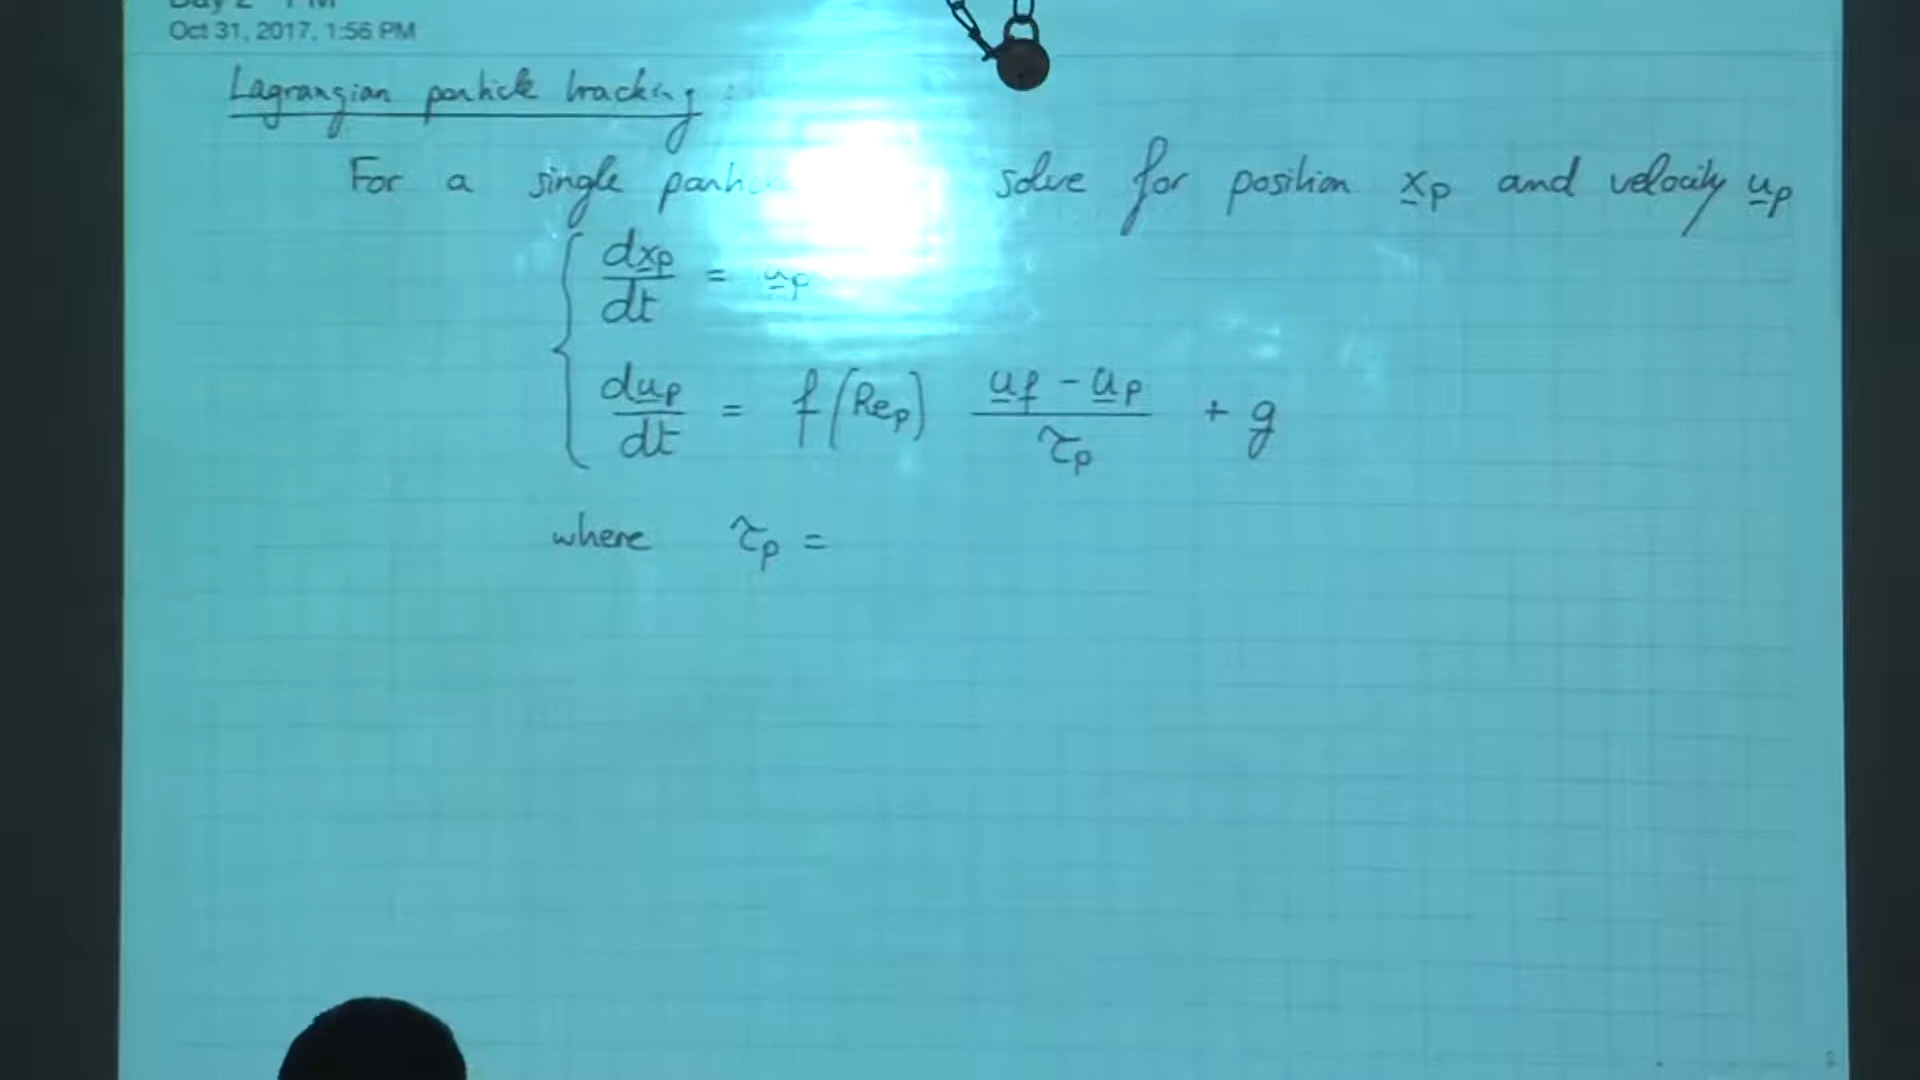 Oct 31, 2017, 1:56 PM
Lagrangian particle tracking :
For a single solve for position xp and velocity up
dxp/dt = up
dup/dt = f(Rep) uf - up/τp + g
where τp =